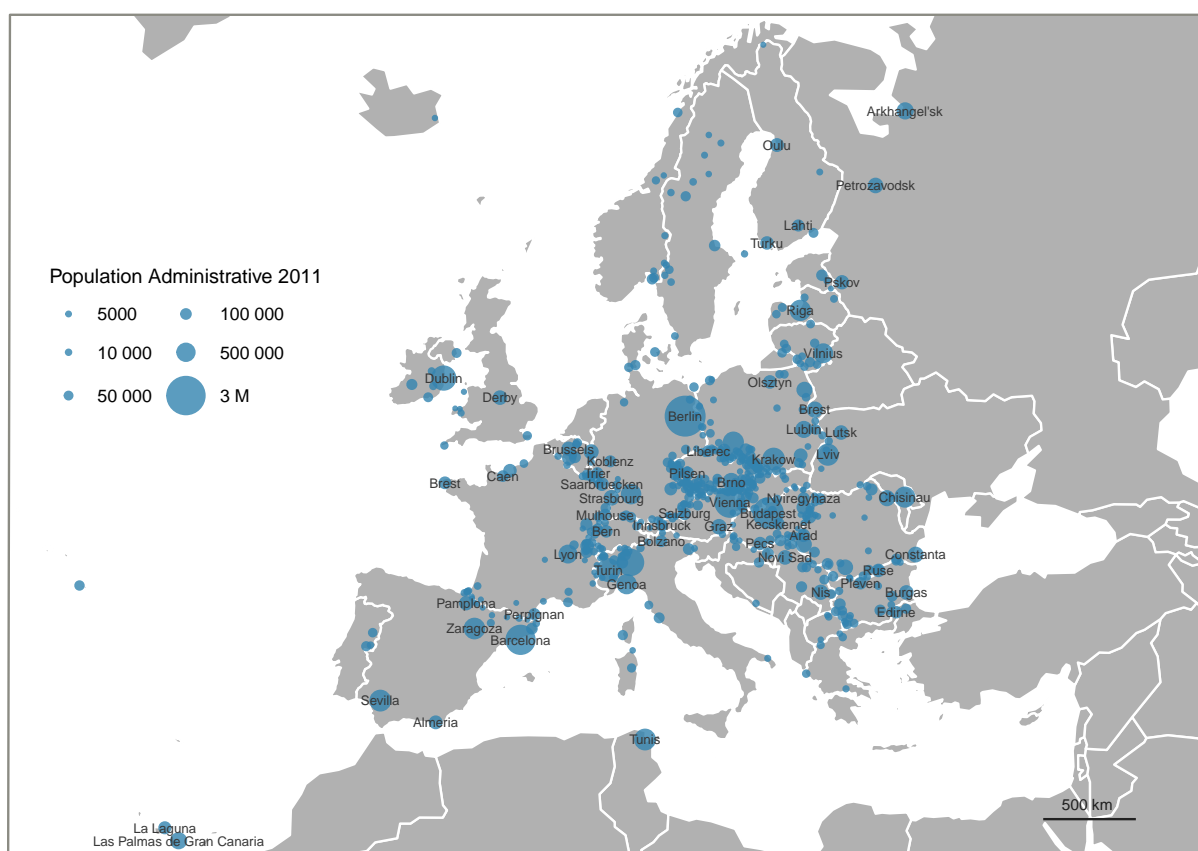 Arkhangel'sk
Oulu
Petrozavodsk
Lahti
Turku
Population Administrative 2011
5000
100 000
10 000
500 000
50 000
3 M
Pskov
Riga
Vilnius
Dublin
Derby
Olsztyn
Berlin
Brest
Lublin
Lutsk
Brussels
Liberec
Krakow
Lviv
Koblenz
Caen
Trier
Pilsen
Brest
Saarbruecken
Brno
Strasbourg
Nyiregyhaza
Chisinau
Vienna
Mulhouse
Salzburg
Budapest
Bern
Innsbruck
Graz
Kecskemet
Bolzano
Pecs
Arad
Lyon
Novi Sad
Constanta
Turin
Ruse
Genoa
Pleven
Nis
Burgas
Pamplona
Perpignan
Edirne
Zaragoza
Barcelona
Sevilla
Almeria
Tunis
500 km
La Laguna
Las Palmas de Gran Canaria